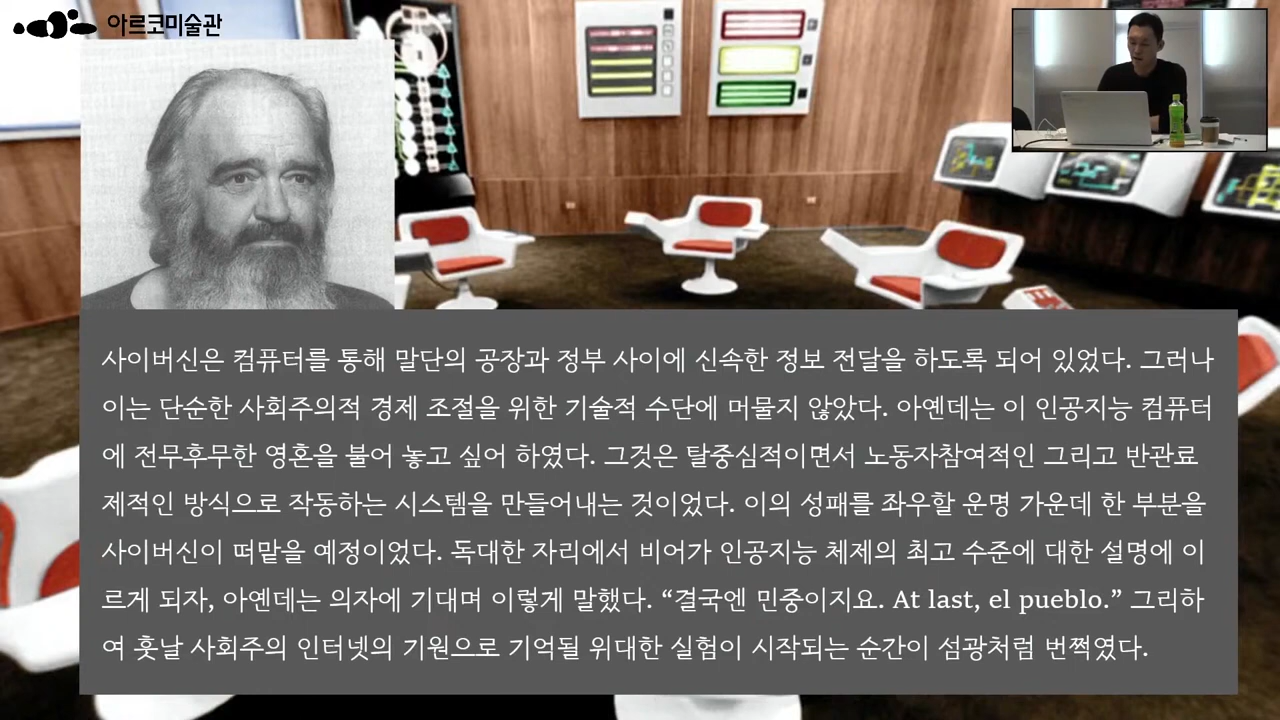 아르코미술관
사이버신은 컴퓨터를 통해 말단의 공장과 정부 사이에 신속한 정보 전달을 하도록 되어 있었다. 그러나
이는 단순한 사회주의적 경제 조절을 위한 기술적 수단에 머물지 않았다. 아옌데는 이 인공지능 컴퓨터
에 전무후무한 영혼을 불어 놓고 싶어 하였다. 그것은 탈중심적이면서 노동자참여적인 그리고 반관료
제적인 방식으로 작동하는 시스템을 만들어내는 것이었다. 이의 성패를 좌우할 운명 가운데 한 부분을
사이버신이 떠맡을 예정이었다. 독대한 자리에서 비어가 인공지능 체제의 최고 수준에 대한 설명에 이
르게 되자, 아옌데는 의자에 기대며 이렇게 말했다. “결국엔 민중이지요. At last, el pueblo.” 그리하
여 훗날 사회주의 인터넷의 기원으로 기억될 위대한 실험이 시작되는 순간이 섬광처럼 번쩍였다.